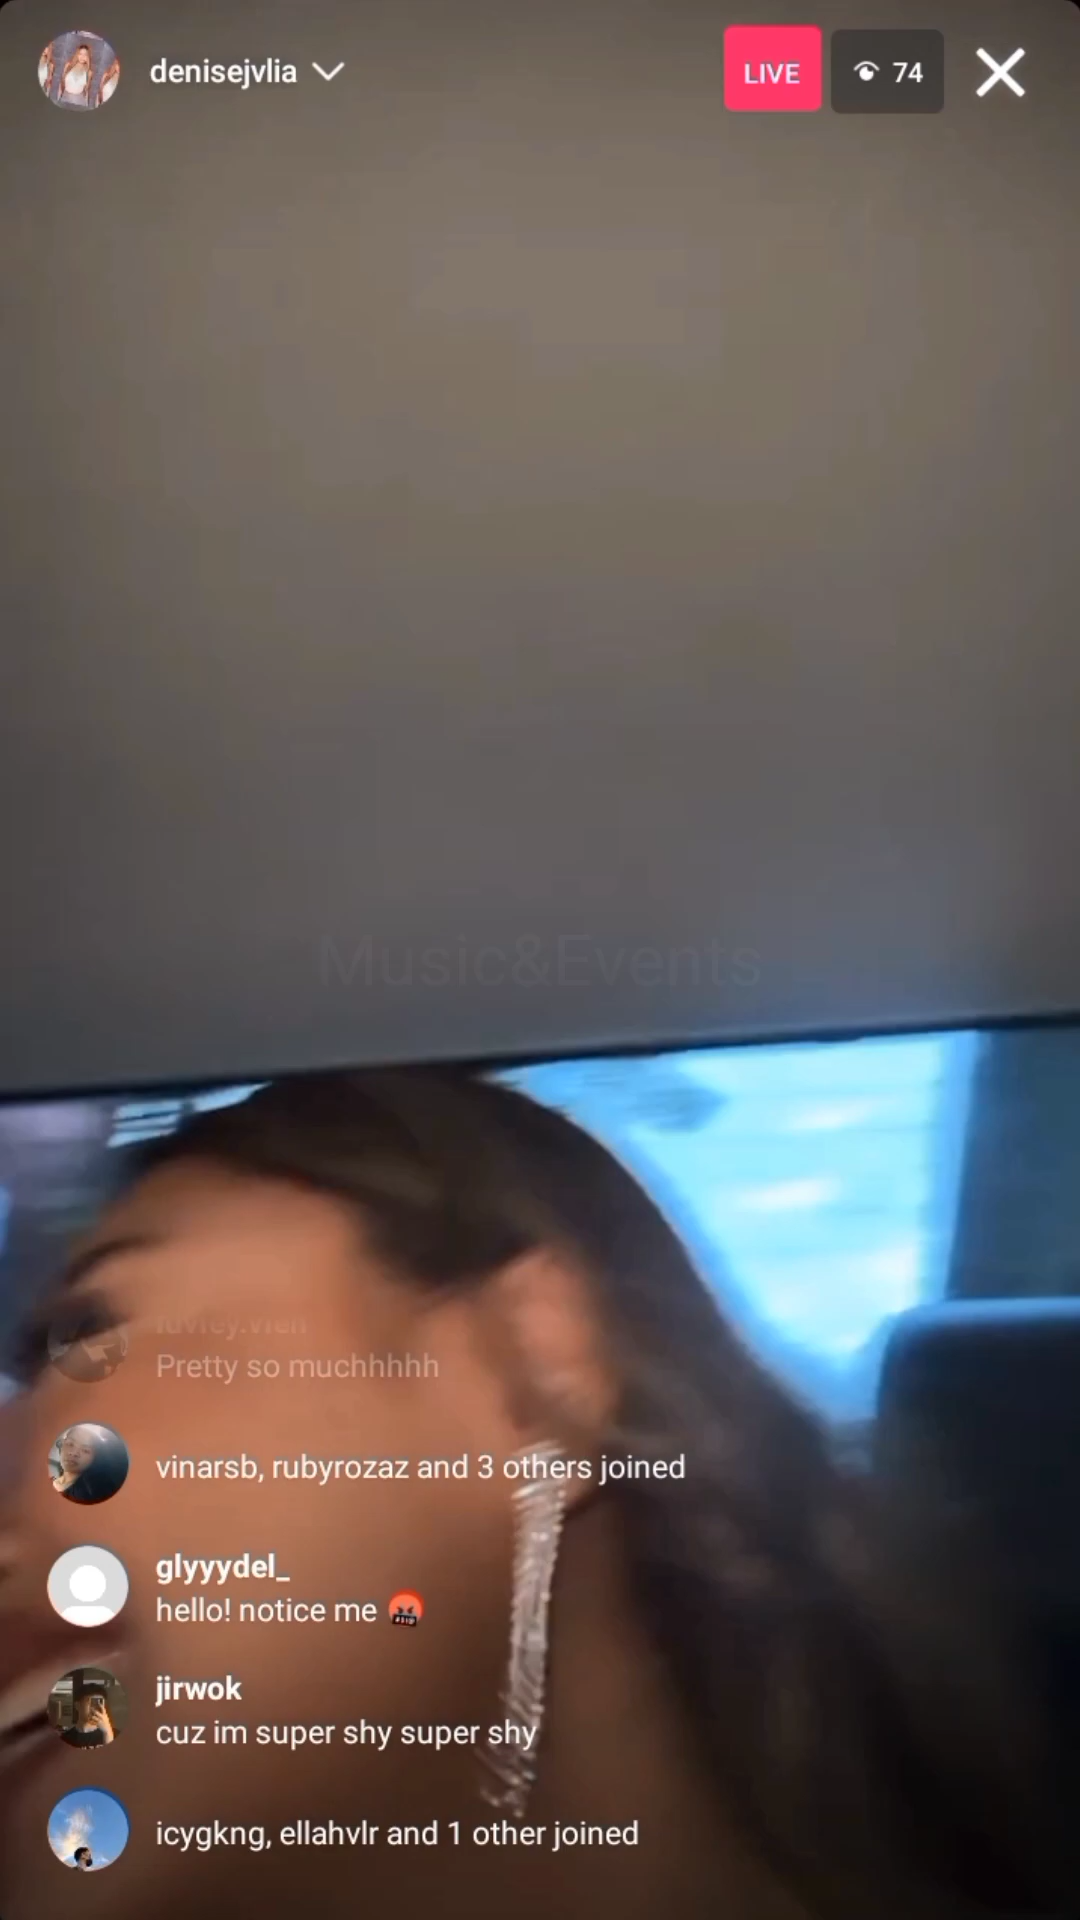 denisejvlia
LIVE
74
Music&Events
Pretty so muchhhhh
vinarsb, rubyrozaz and 3 others joined
glyyydel_
hello! notice me 🤬
jirwok
cuz im super shy super shy
icygkng, ellahvlr and 1 other joined